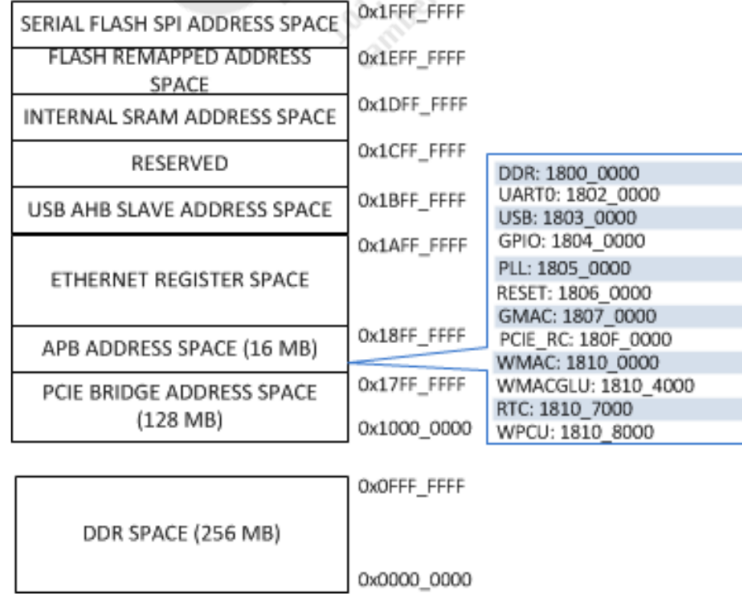 SERIAL FLASH SPI ADDRESS SPACE
0x1FFF_FFFF
FLASH REMAPPED ADDRESS
SPACE
0x1EFF_FFFF
INTERNAL SRAM ADDRESS SPACE
0x1DFF_FFFF
RESERVED
0x1CFF_FFFF
USB AHB SLAVE ADDRESS SPACE
0x1BFF_FFFF
ETHERNET REGISTER SPACE
0x1AFF_FFFF
APB ADDRESS SPACE (16 MB)
0x18FF_FFFF
PCIE BRIDGE ADDRESS SPACE
(128 MB)
0x17FF_FFFF
0x1000_0000
DDR: 1800_0000
UART0: 1802_0000
USB: 1803_0000
GPIO: 1804_0000
PLL: 1805_0000
RESET: 1806_0000
GMAC: 1807_0000
PCIE_RC: 180F_0000
WMAC: 1810_0000
WMACGLU: 1810_4000
RTC: 1810_7000
WPCU: 1810_8000
0x0FFF_FFFF
DDR SPACE (256 MB)
0x0000_0000